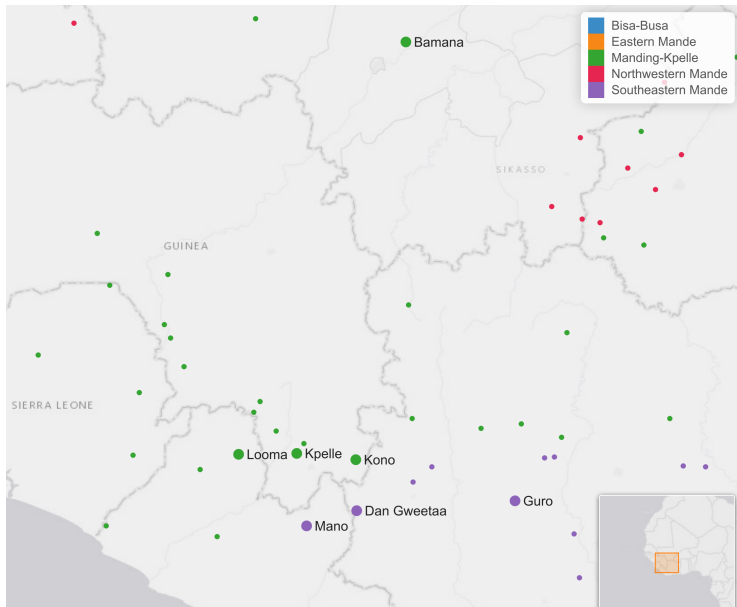 Bamana
Bisa-Busa
Eastern Mande
Manding-Kpelle
Northwestern Mande
Southeastern Mande
SIKASSO
GUINEA
SIERRA LEONE
Looma
Kpelle
Kono
Guro
Dan Gweetaa
Mano